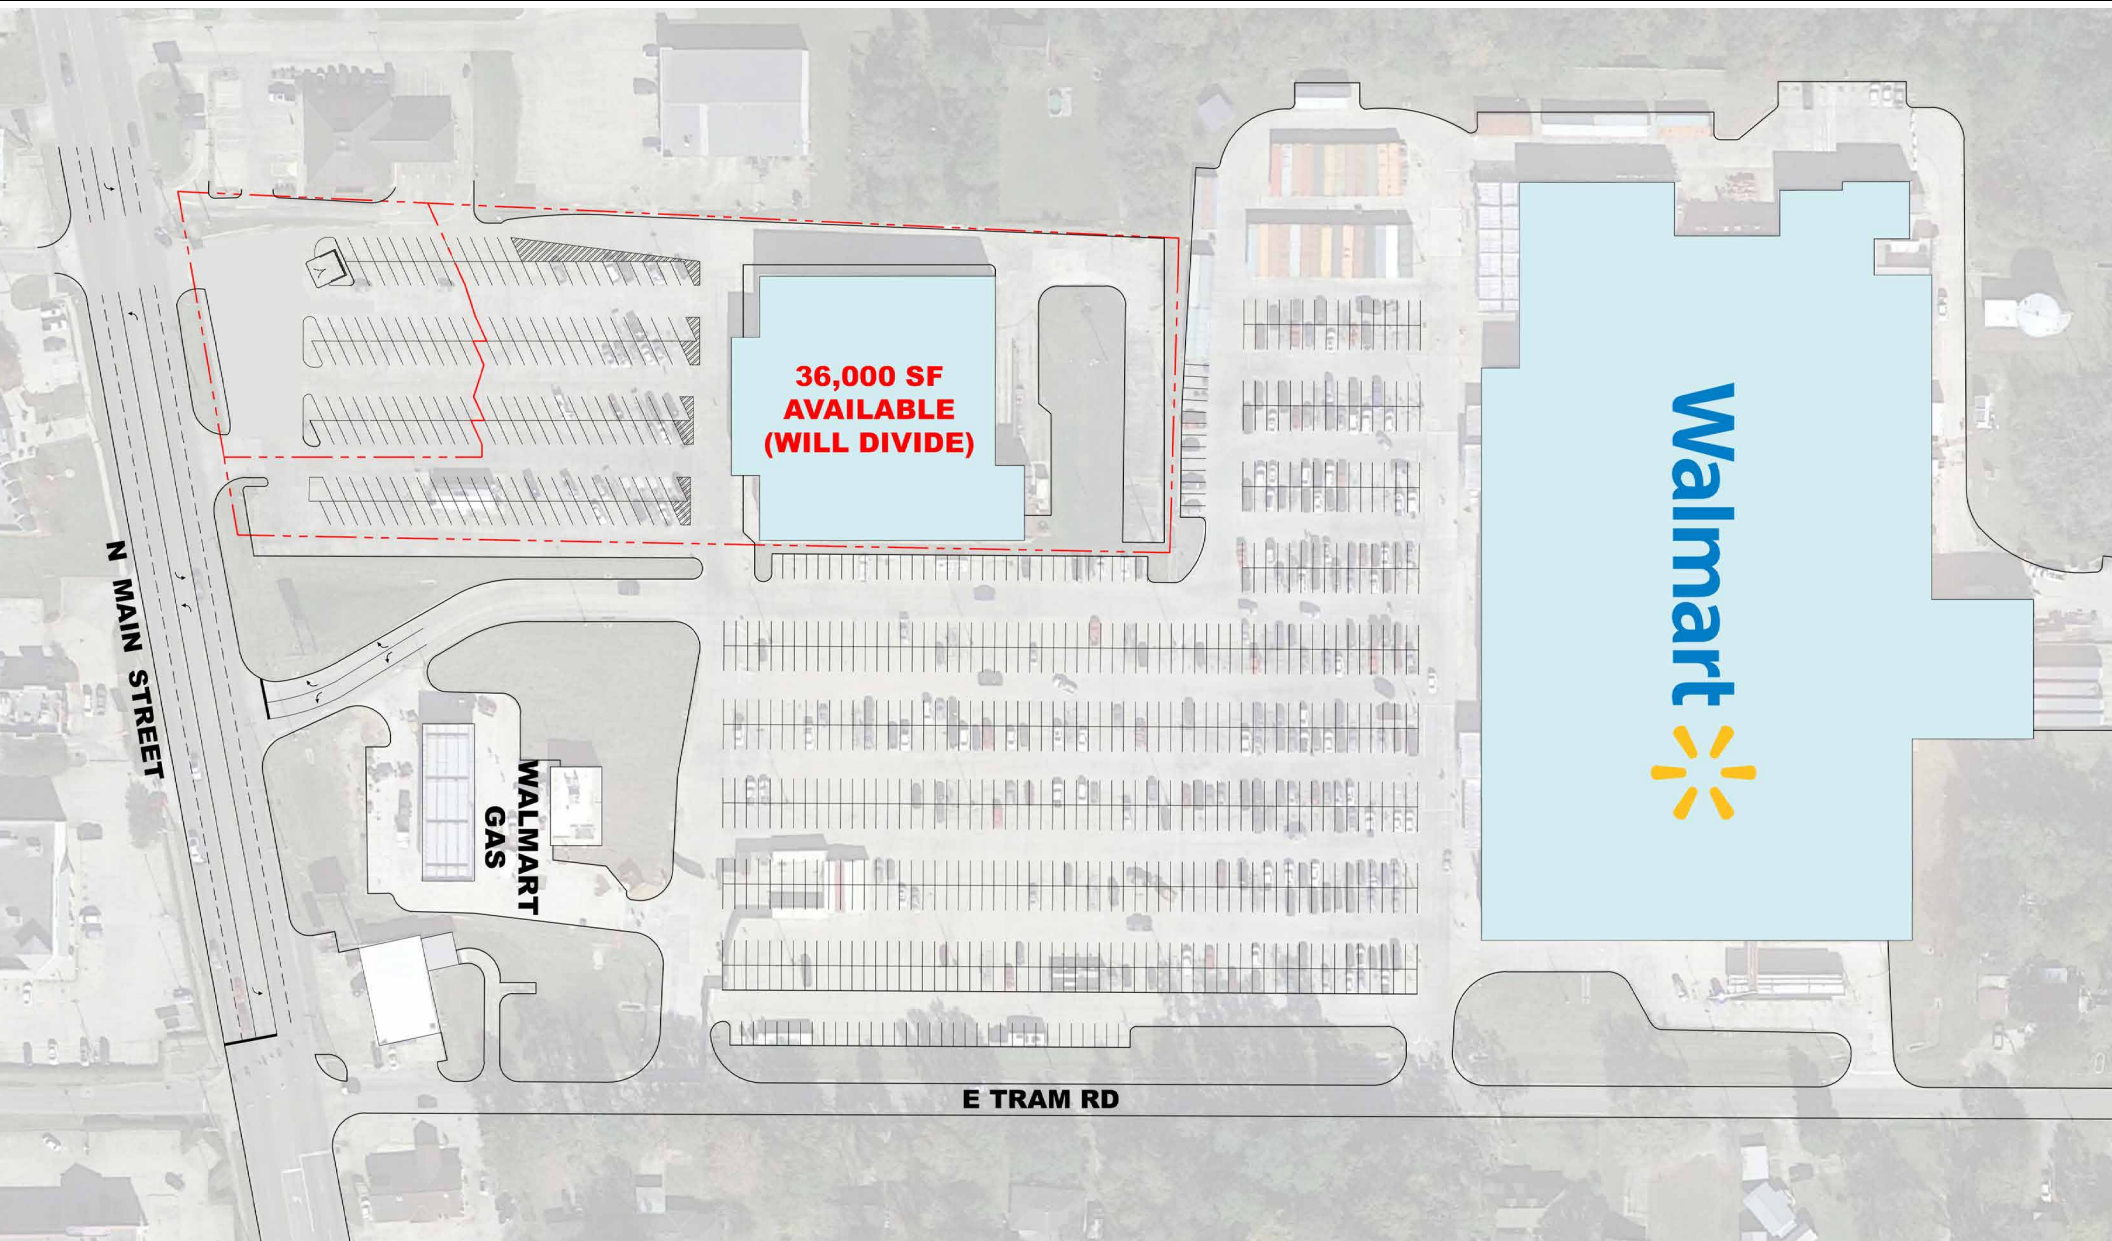 36,000 SF
AVAILABLE
(WILL DIVIDE)
Walmart
N MAIN STREET
WALMART
GAS
E TRAM RD